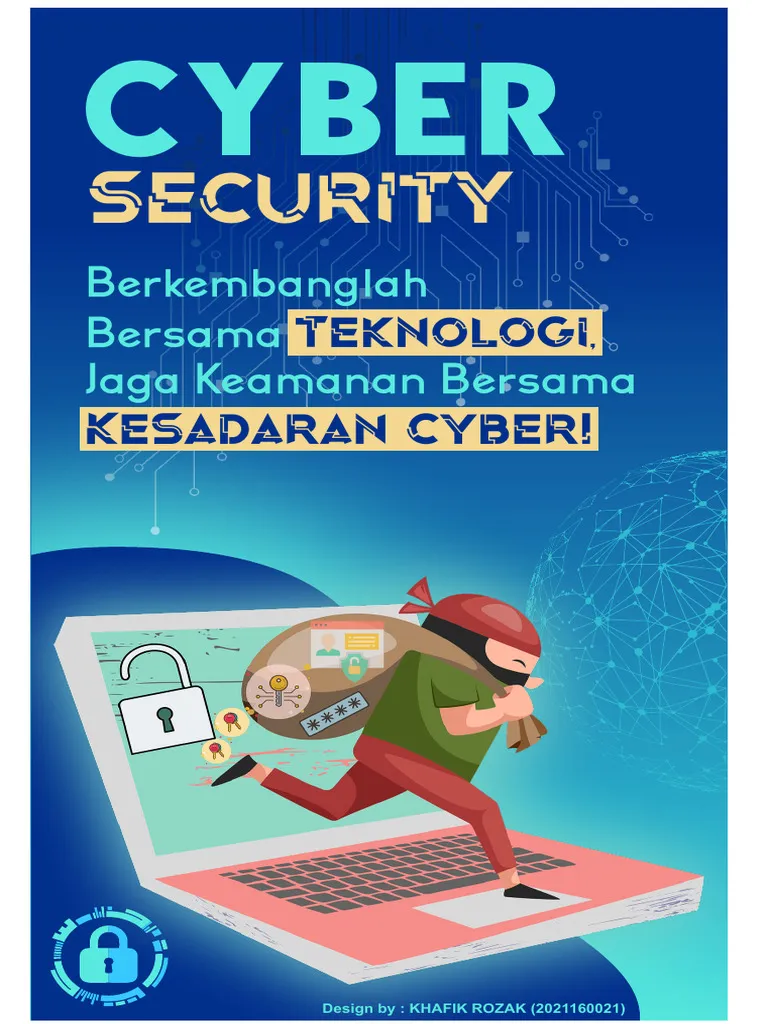 CYBER
SECURITY
Berkembanglah
Bersama TEKNOLOGI,
Jaga Keamanan Bersama
KESADARAN CYBER!
****
Design by : KHAFIK ROZAK (2021160021)